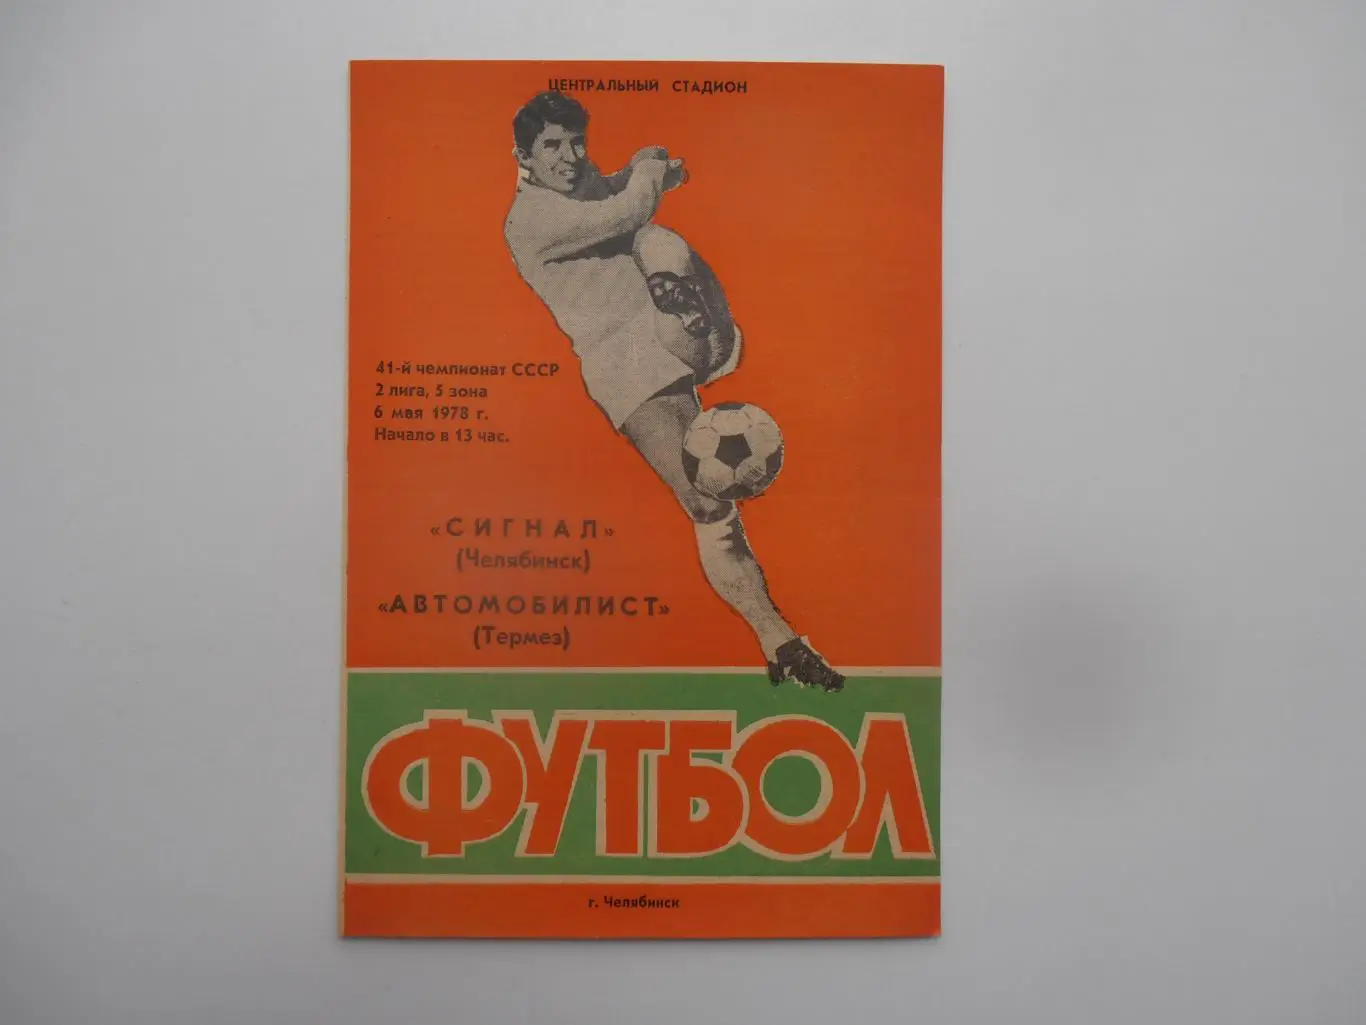 ЦЕНТРАЛЬНЫЙ СТАДИОН
41-й чемпионат СССР
2 лига, 5 зона
6 мая 1978 г.
Начало в 13 час.
«СИГНАЛ»
(Челябинск)
«АВТОМОБИЛИСТ»
(Термез)
ФУТБОЛ
г. Челябинск